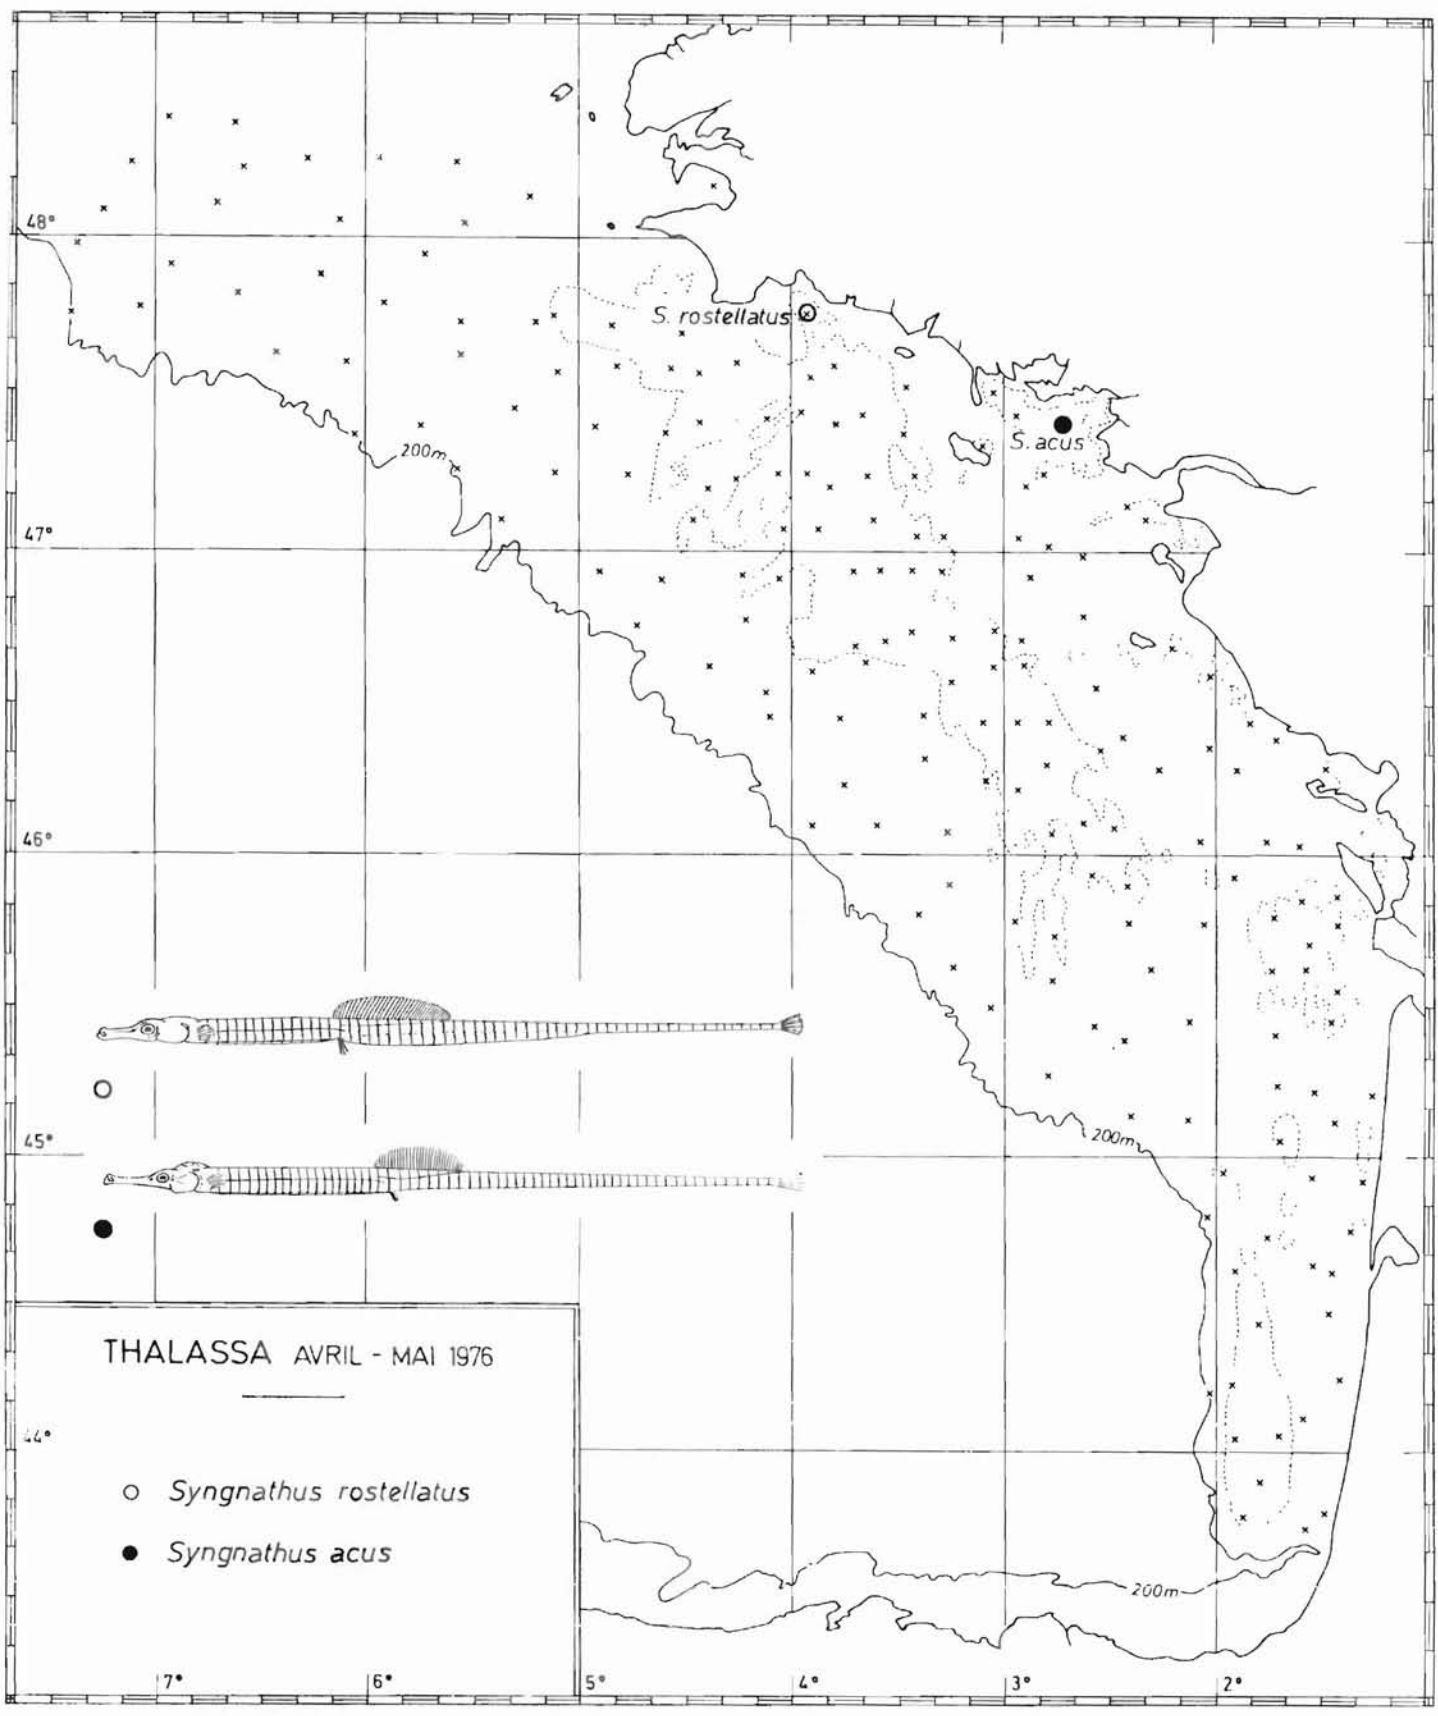 48°
S. rostellatus
S. acus
200m
47°
46°
45°
200m
THALASSA AVRIL - MAI 1976
44°
Syngnathus rostellatus
Syngnathus acus
200m
7°
6°
5°
4°
3°
2°